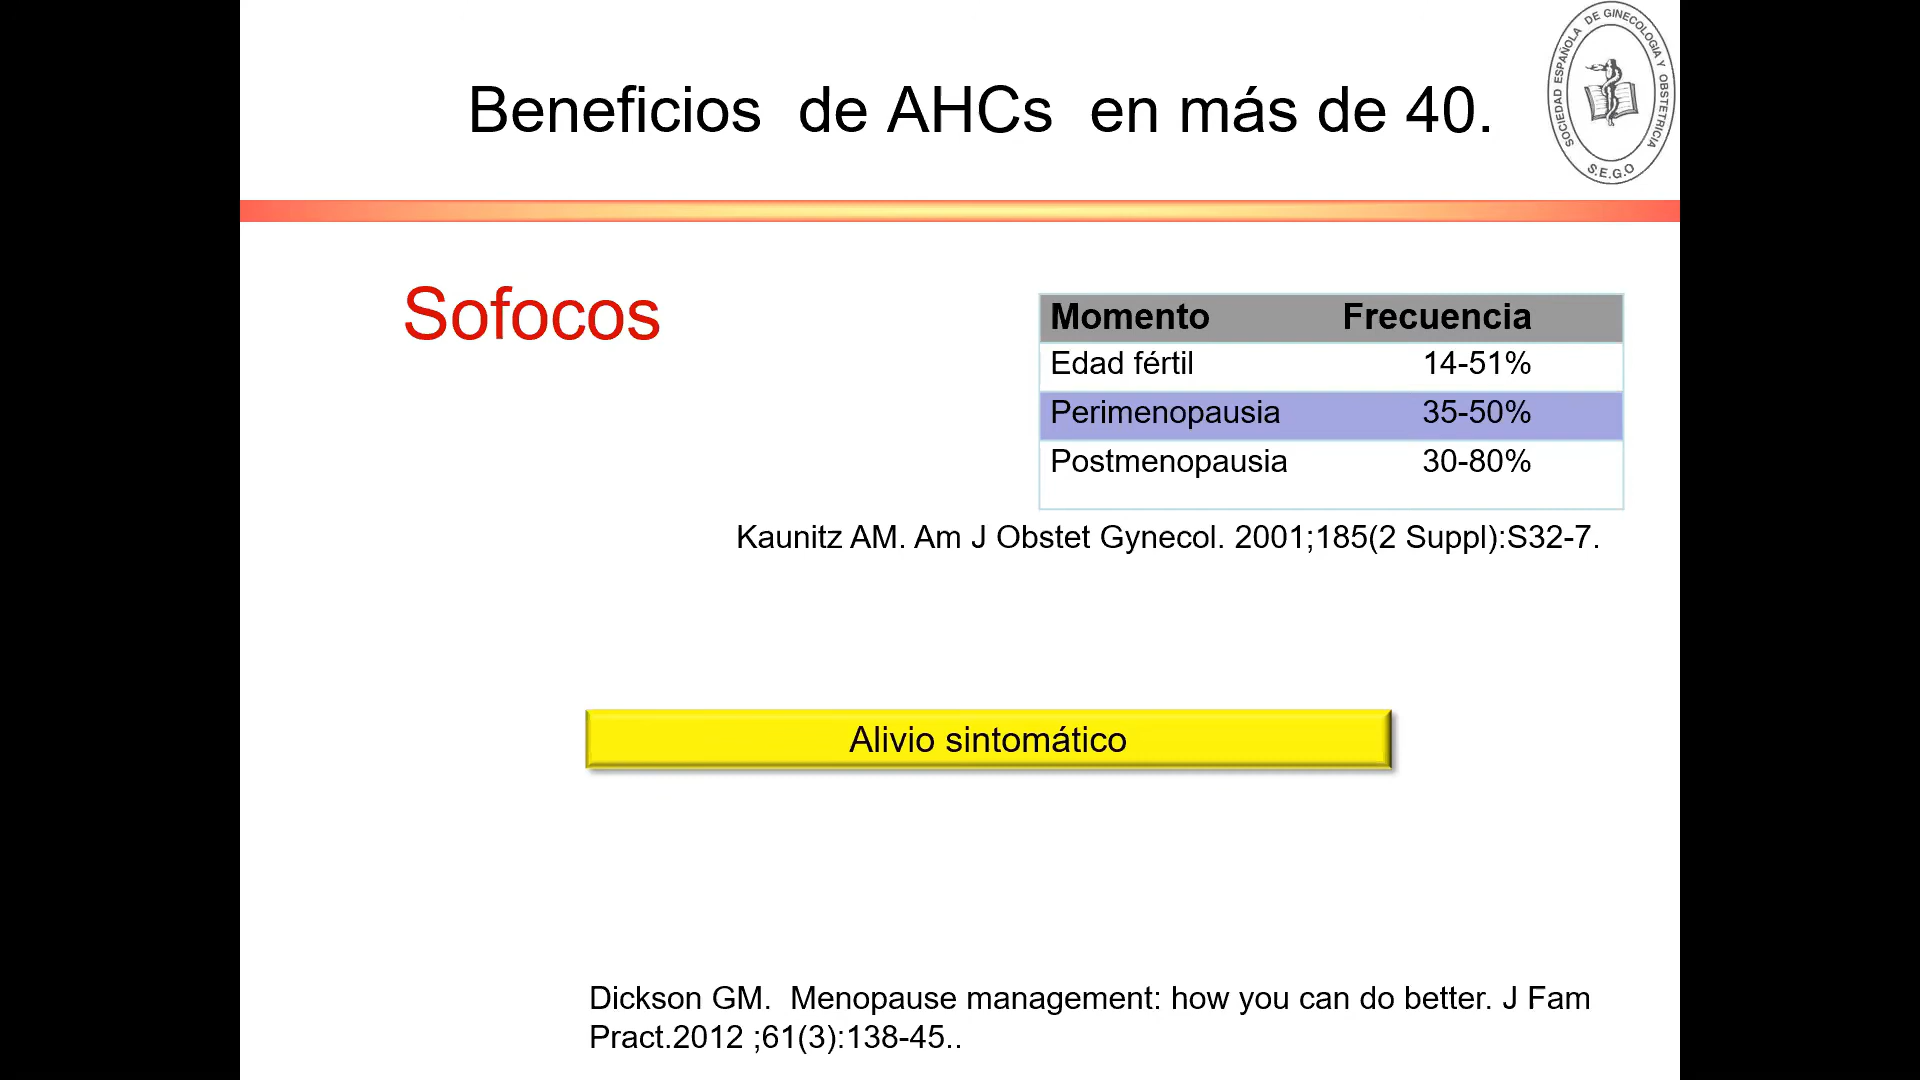 Beneficios de AHCs en más de 40.
SOCIEDAD ESPAÑOLA DE GINECOLOGIA Y OBSTETRICIA
S.E.G.O
Sofocos
Momento Frecuencia
Edad fértil 14-51%
Perimenopausia 35-50%
Postmenopausia 30-80%
Kaunitz AM. Am J Obstet Gynecol. 2001;185(2 Suppl):S32-7.
Alivio sintomático
Dickson GM. Menopause management: how you can do better. J Fam
Pract.2012 ;61(3):138-45..